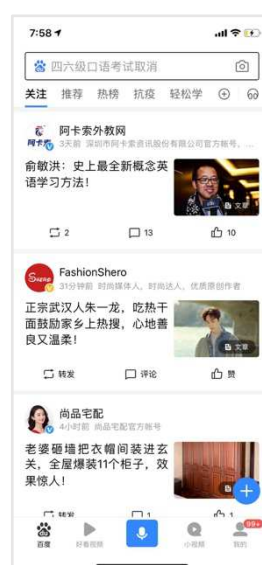 7:58
四六级口语考试取消
关注 推荐 热榜 抗疫 轻松学
阿卡索外教网
3天前 深圳市阿卡索资讯股份有限公司官方账号，...
俞敏洪：史上最全新概念英
语学习方法！
文章
2 13 10
FashionShero
31分钟前 时尚媒体人，时尚达人，优质原创作者
正宗武汉人朱一龙，吃热干
面鼓励家乡上热搜，心地善
良又温柔！
文章
转发 评论 赞
尚品宅配
4小时前 尚品宅配官方账号
老婆砸墙把衣帽间装进玄
关，全屋爆装11个柜子，效
果惊人！
转发 1 1
99+
百度 好看视频 小视频 我的